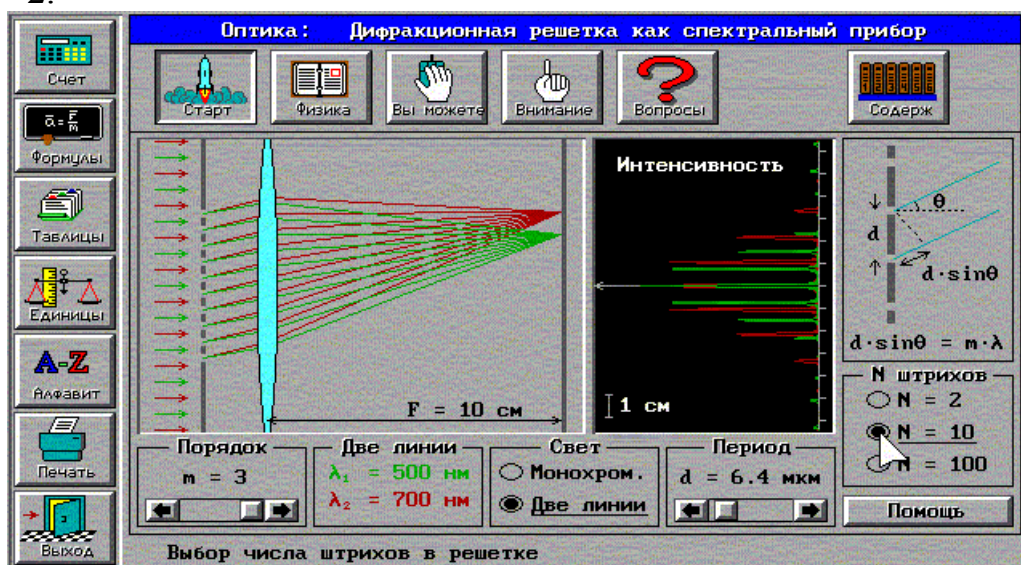 2.
Оптика: Дифракционная решетка как спектральный прибор
Счет
Формулы
Таблицы
Единицы
А-Z
Алфавит
Печать
Выход
Старт
Физика
Вы можете
Внимание
Вопросы
Содерж
ā = F/m
F = 10 см
Интенсивность
1 см
θ
d
d·sinθ
d·sinθ = m·λ
N штрихов
N = 2
N = 10
N = 100
Порядок
m = 3
Две линии
λ₁ = 500 нм
λ₂ = 700 нм
Свет
Монохром.
Две линии
Период
d = 6.4 мкм
Помощь
Выбор числа штрихов в решетке